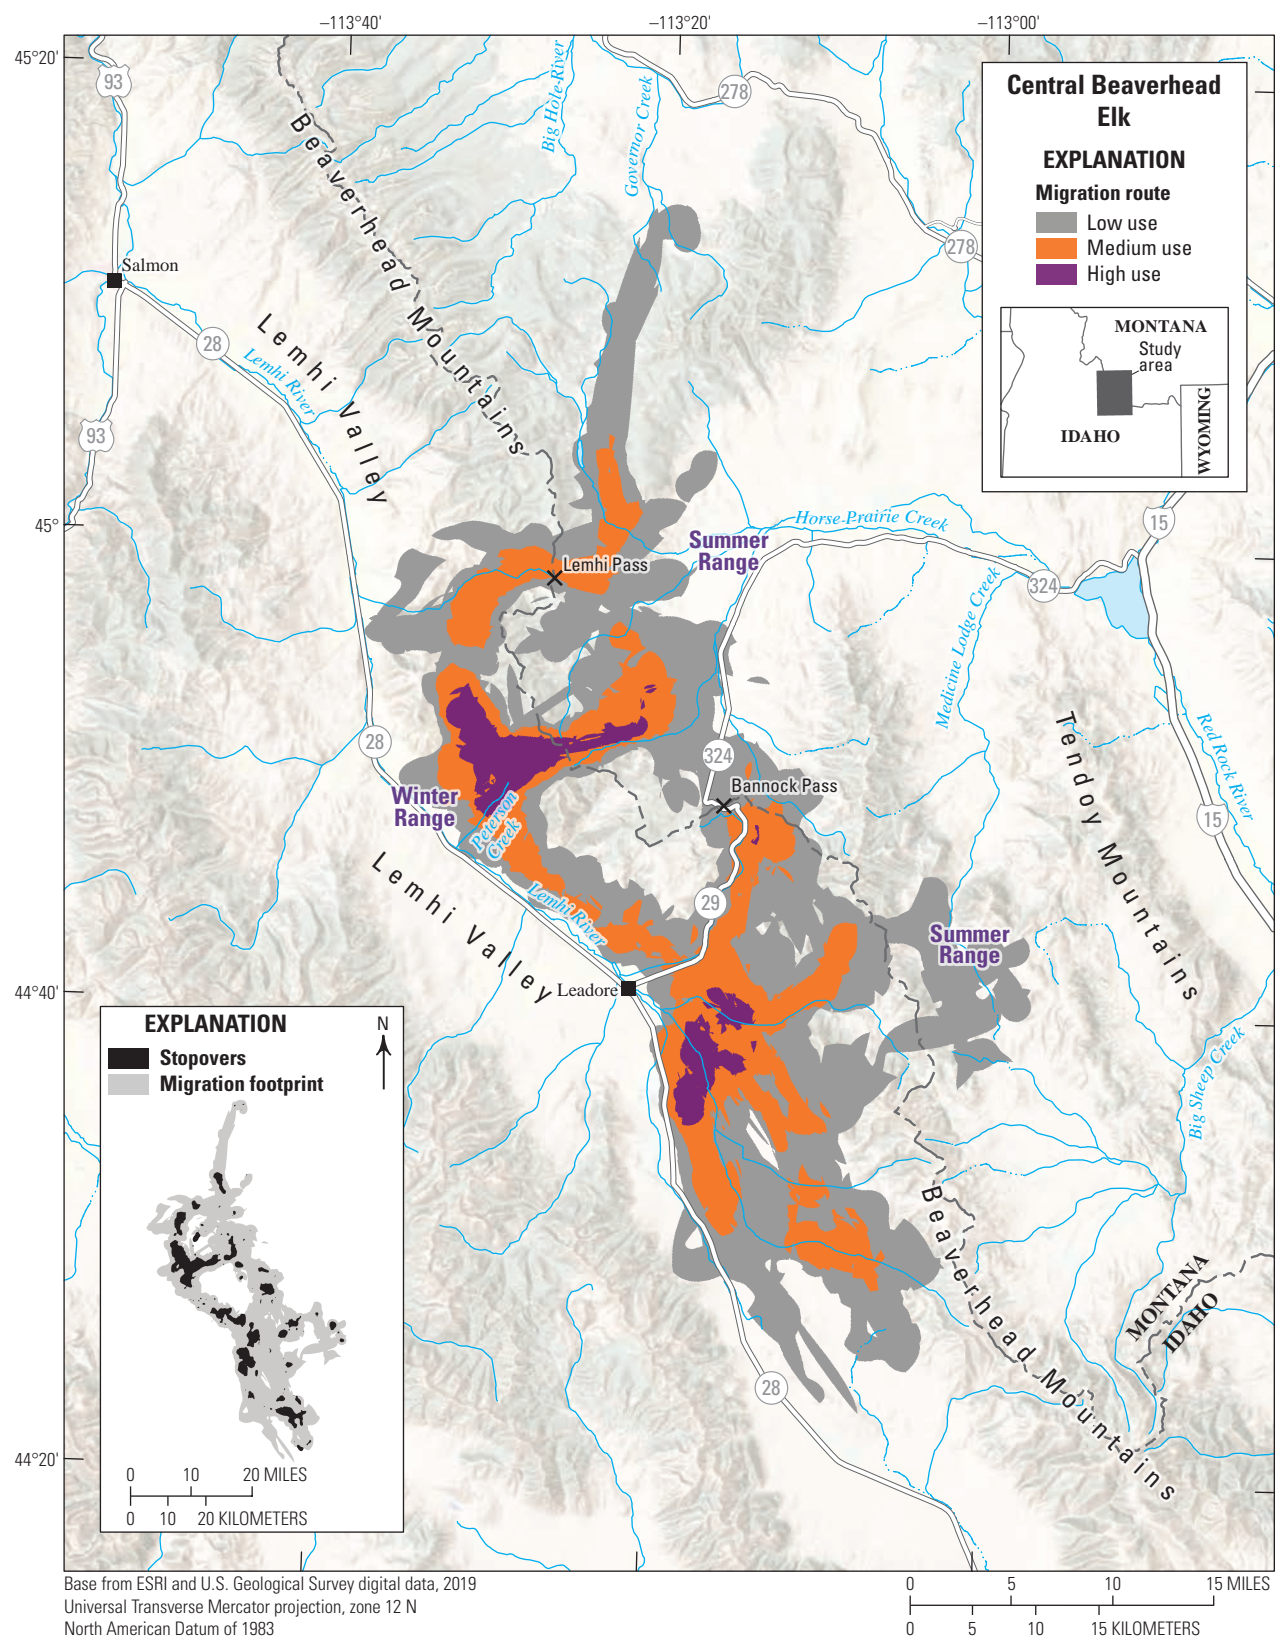 –113°40'
–113°20'
–113°00'
45°20'
45°
44°40'
44°20'
93
278
Big Hole River
Governor Creek
Beaverhead Mountains
Central Beaverhead
Elk
EXPLANATION
Migration route
Low use
Medium use
High use
MONTANA
Study
area
IDAHO
WYOMING
278
Salmon
28
Lemhi Valley
Lemhi River
93
15
Horse Prairie Creek
Summer
Range
Lemhi Pass
324
Medicine Lodge Creek
Tendoy Mountains
Red Rock River
28
324
Bannock Pass
Winter
Range
Peterson
Creek
15
Lemhi Valley
Lemhi River
29
Summer
Range
Leadore
Big Sheep Creek
Beaverhead Mountains
MONTANA
IDAHO
28
EXPLANATION
N
Stopovers
Migration footprint
0 10 20 MILES
0 10 20 KILOMETERS
Base from ESRI and U.S. Geological Survey digital data, 2019
Universal Transverse Mercator projection, zone 12 N
North American Datum of 1983
0 5 10 15 MILES
0 5 10 15 KILOMETERS